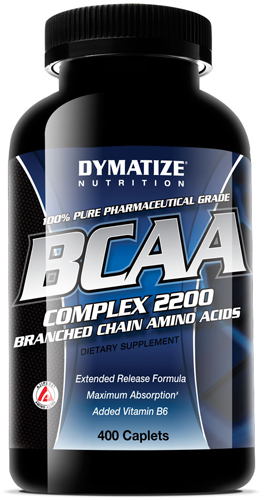 DYMATIZE
NUTRITION
100% PURE PHARMACEUTICAL GRADE
BCAA
COMPLEX 2200
BRANCHED CHAIN AMINO ACIDS
DIETARY SUPPLEMENT
Extended Release Formula
Maximum Absorption‡
Added Vitamin B6
400 Caplets